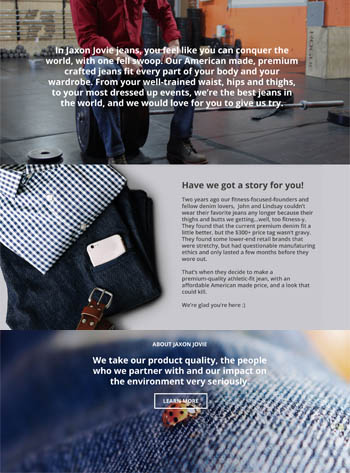 In Jaxon Jovie jeans, you feel like you can conquer the
world, with one fell swoop. Our American made, premium
crafted jeans fit every part of your body and your
wardrobe. From your well-trained waist, hips and thighs,
to your most dressed up events, we're the best jeans in
the world, and we would love for you to give us try.
Have we got a story for you!
Two years ago our fitness-focused-founders and
fellow denim lovers,  John and Lindsay couldn't
wear their favorite jeans any longer because their
thighs and butts we getting...well, too fitness-y.
They found that the current premium denim fit a
little better, but the $300+ price tag wasn't gravy.
They found some lower-end retail brands that
were stretchy, but had questionable manufaturing
ethics and only lasted a few months before they
wore out.
That's when they decide to make a
premium-quality athletic-fit jean, with an
affordable American made price, and a look that
could kill.
We're glad you're here :)
ABOUT JAXON JOVIE
We take our product quality, the people
who we partner with and our impact on
the environment very seriously.
LEARN MORE